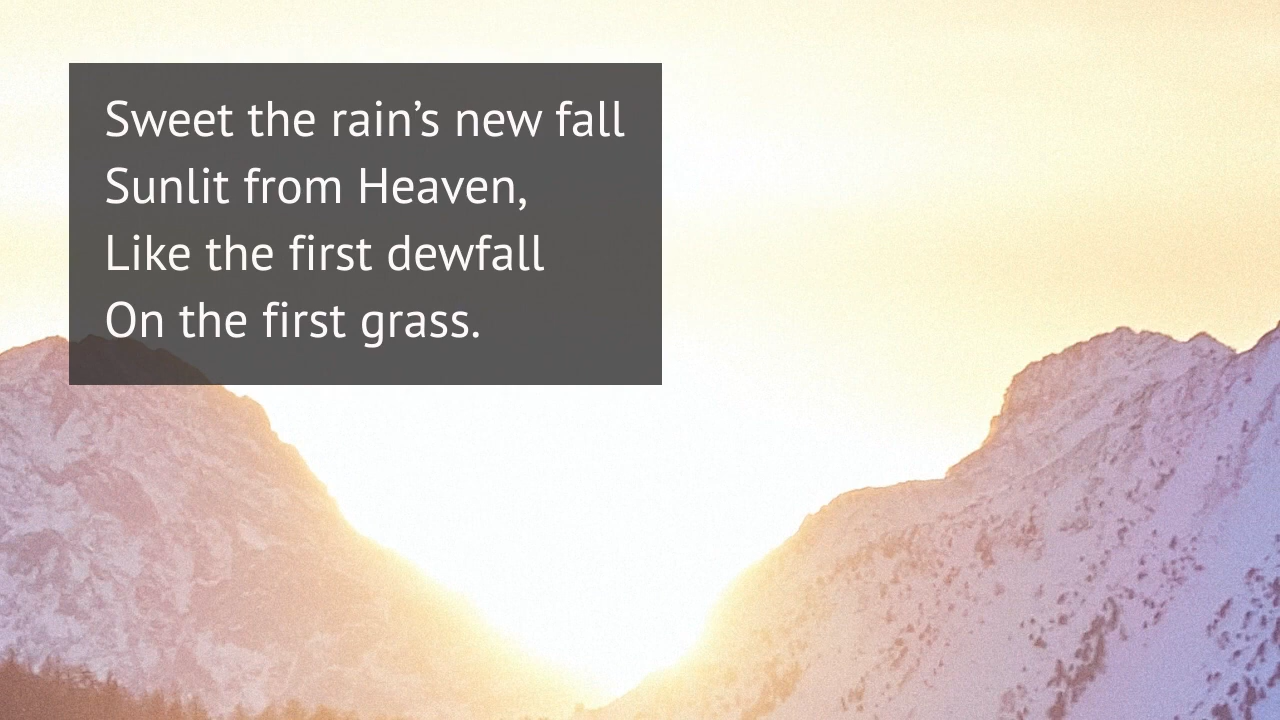 Sweet the rain’s new fall
Sunlit from Heaven,
Like the first dewfall
On the first grass.